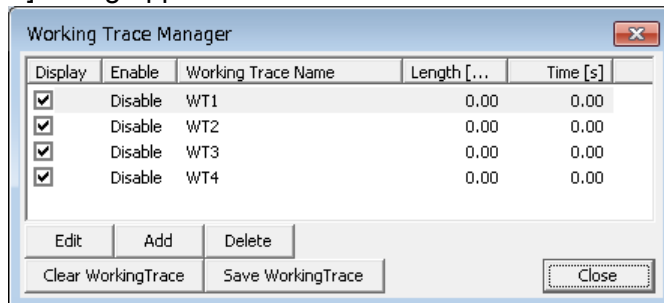 Working Trace Manager
Display Enable Working Trace Name Length [... Time [s]
Disable WT1 0.00 0.00
Disable WT2 0.00 0.00
Disable WT3 0.00 0.00
Disable WT4 0.00 0.00
Edit Add Delete
Clear WorkingTrace Save WorkingTrace Close